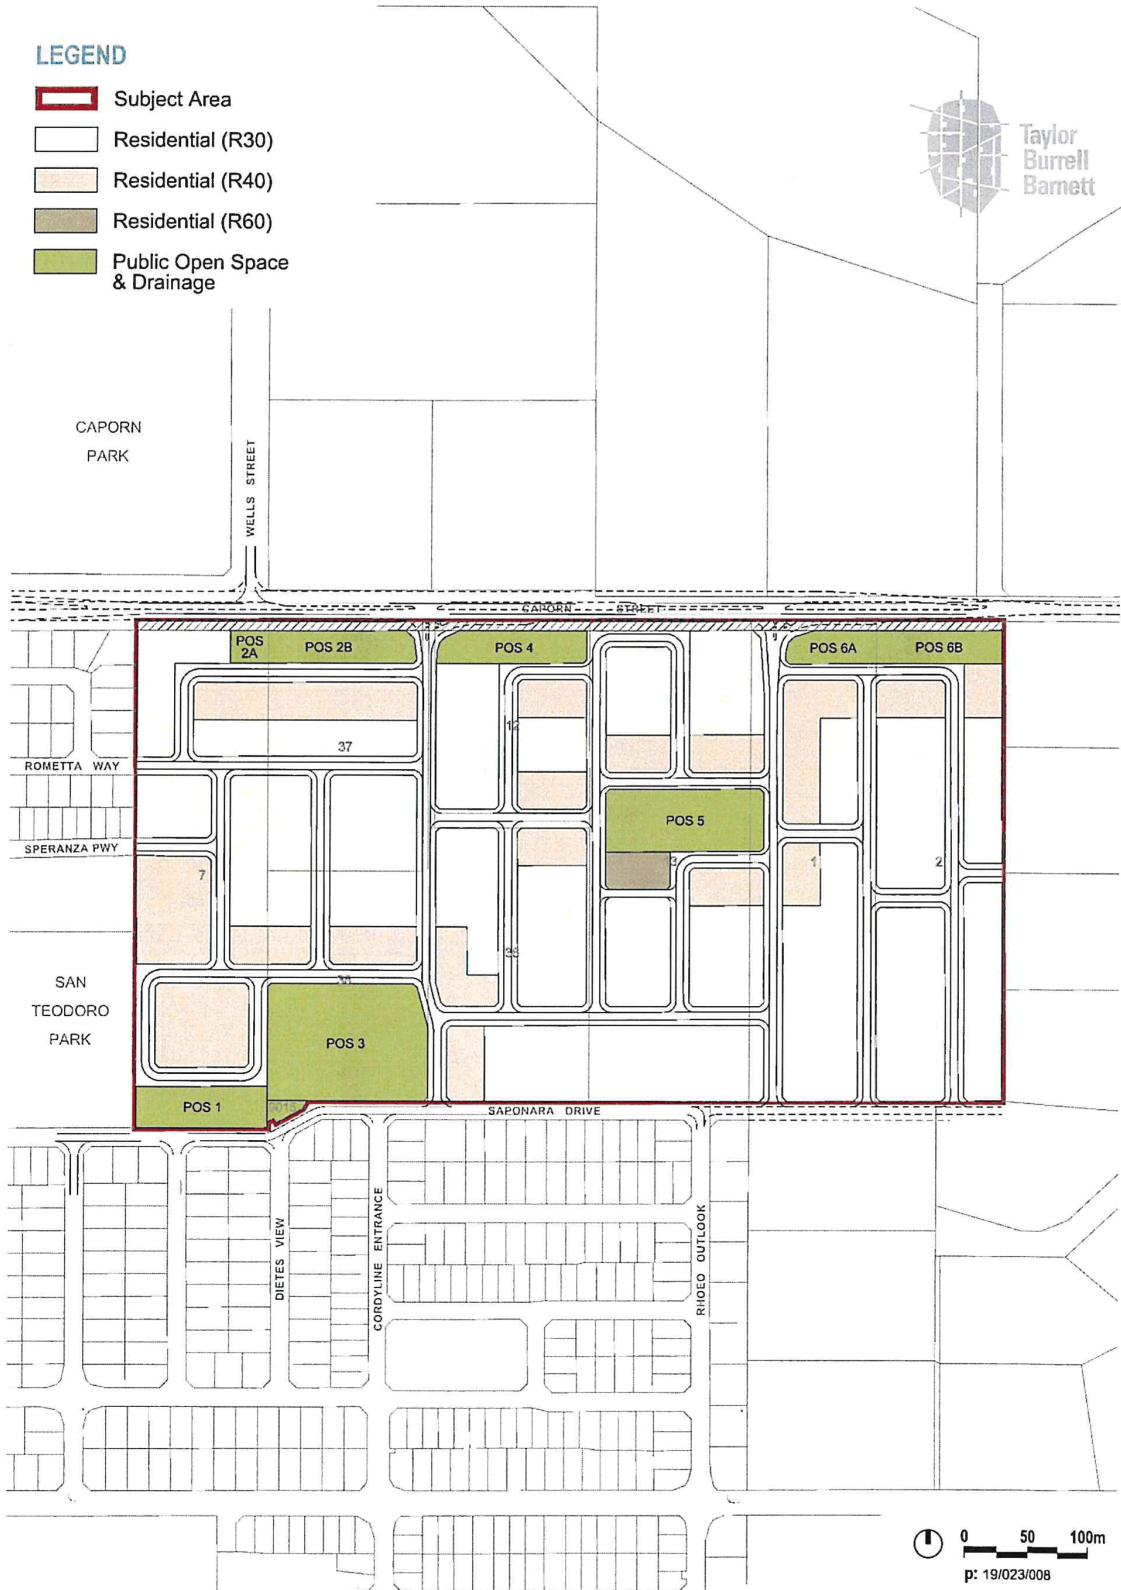 LEGEND
Subject Area
Residential (R30)
Residential (R40)
Residential (R60)
Public Open Space
& Drainage
Taylor
Burrell
Barnett
CAPORN
PARK
WELLS STREET
CAPORN STREET
POS
2A
POS 2B
POS 4
POS 6A
POS 6B
12
37
ROMETTA WAY
POS 5
SPERANZA PWY
13
1
2
7
SAN
TEODORO
PARK
POS 3
POS 1
SAPONARA DRIVE
DIETES VIEW
CORDYLINE ENTRANCE
RHOEO OUTLOOK
0 50 100m
p: 19/023/008